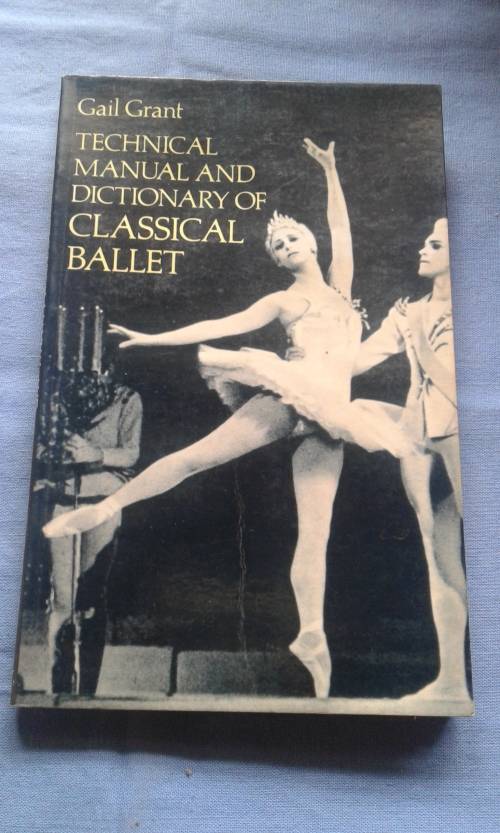 Gail Grant
TECHNICAL
MANUAL AND
DICTIONARY OF
CLASSICAL
BALLET